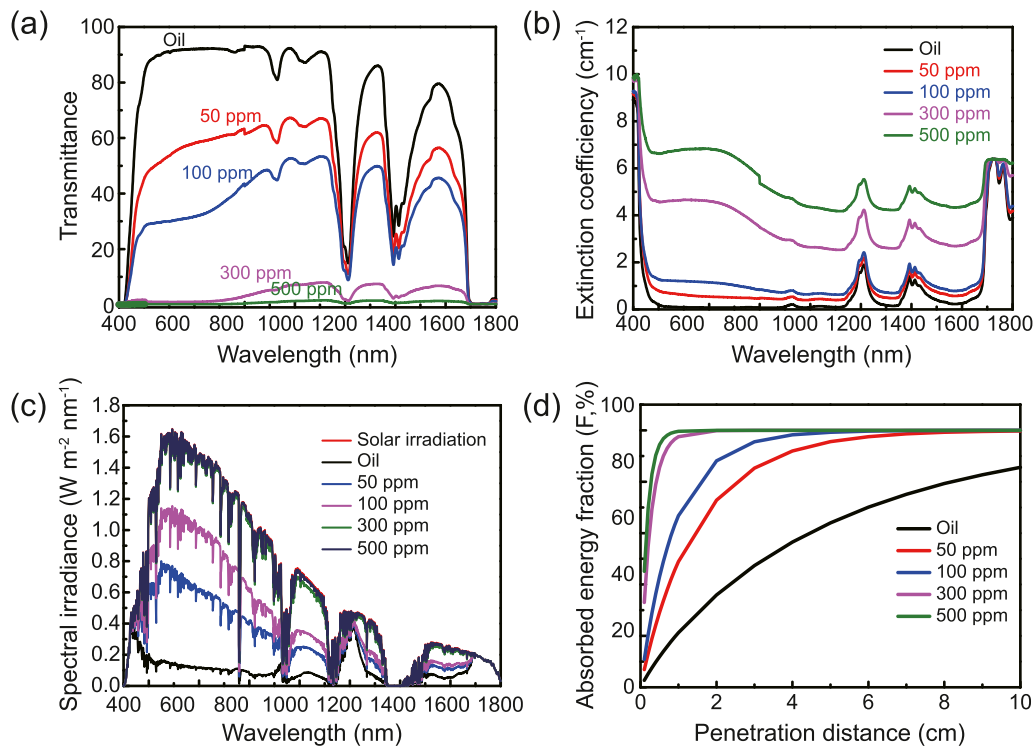 (a)
100
80
60
40
20
0
Transmittance
Oil
50 ppm
100 ppm
300 ppm
500 ppm
400 600 800 1000 1200 1400 1600 1800
Wavelength (nm)
(b)
12
10
8
6
4
2
0
Extinction coefficiency (cm⁻¹)
Oil
50 ppm
100 ppm
300 ppm
500 ppm
400 600 800 1000 1200 1400 1600 1800
Wavelength (nm)
(c)
1.8
1.6
1.4
1.2
1.0
0.8
0.6
0.4
0.2
0.0
Spectral irradiance (W m⁻² nm⁻¹)
Solar irradiation
Oil
50 ppm
100 ppm
300 ppm
500 ppm
400 600 800 1000 1200 1400 1600 1800
Wavelength (nm)
(d)
100
80
60
40
20
0
Absorbed energy fraction (F,%)
Oil
50 ppm
100 ppm
300 ppm
500 ppm
0 2 4 6 8 10
Penetration distance (cm)